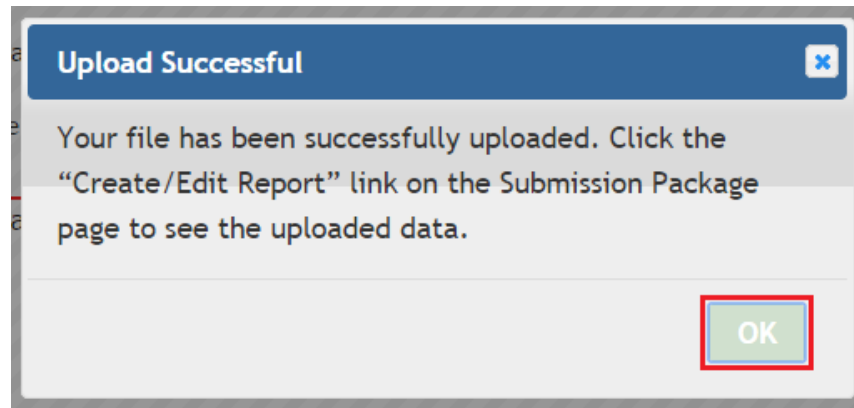 Upload Successful
Your file has been successfully uploaded. Click the
“Create/Edit Report” link on the Submission Package
page to see the uploaded data.
OK